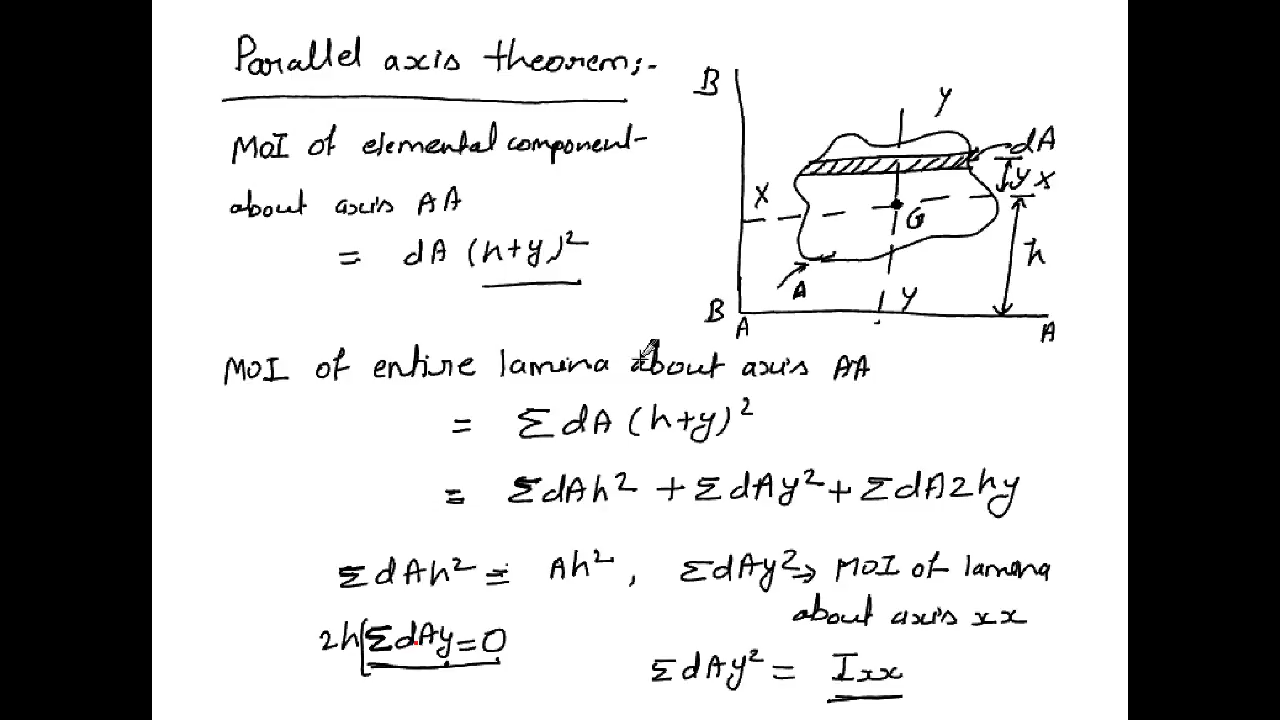 Parallel axis theorem:-
MOI of elemental component
about axis AA
= dA (h+y)²
B
Y
dA
y
X
X
G
h
A
B
Y
A
A
MOI of entire lamina about axis AA
= ΣdA (h+y)²
= ΣdAh² + ΣdAy² + ΣdA2hy
ΣdAh² = Ah² , ΣdAy² → MOI of lamina
about axis xx
2h[ΣdAy = 0
ΣdAy² = Ixx